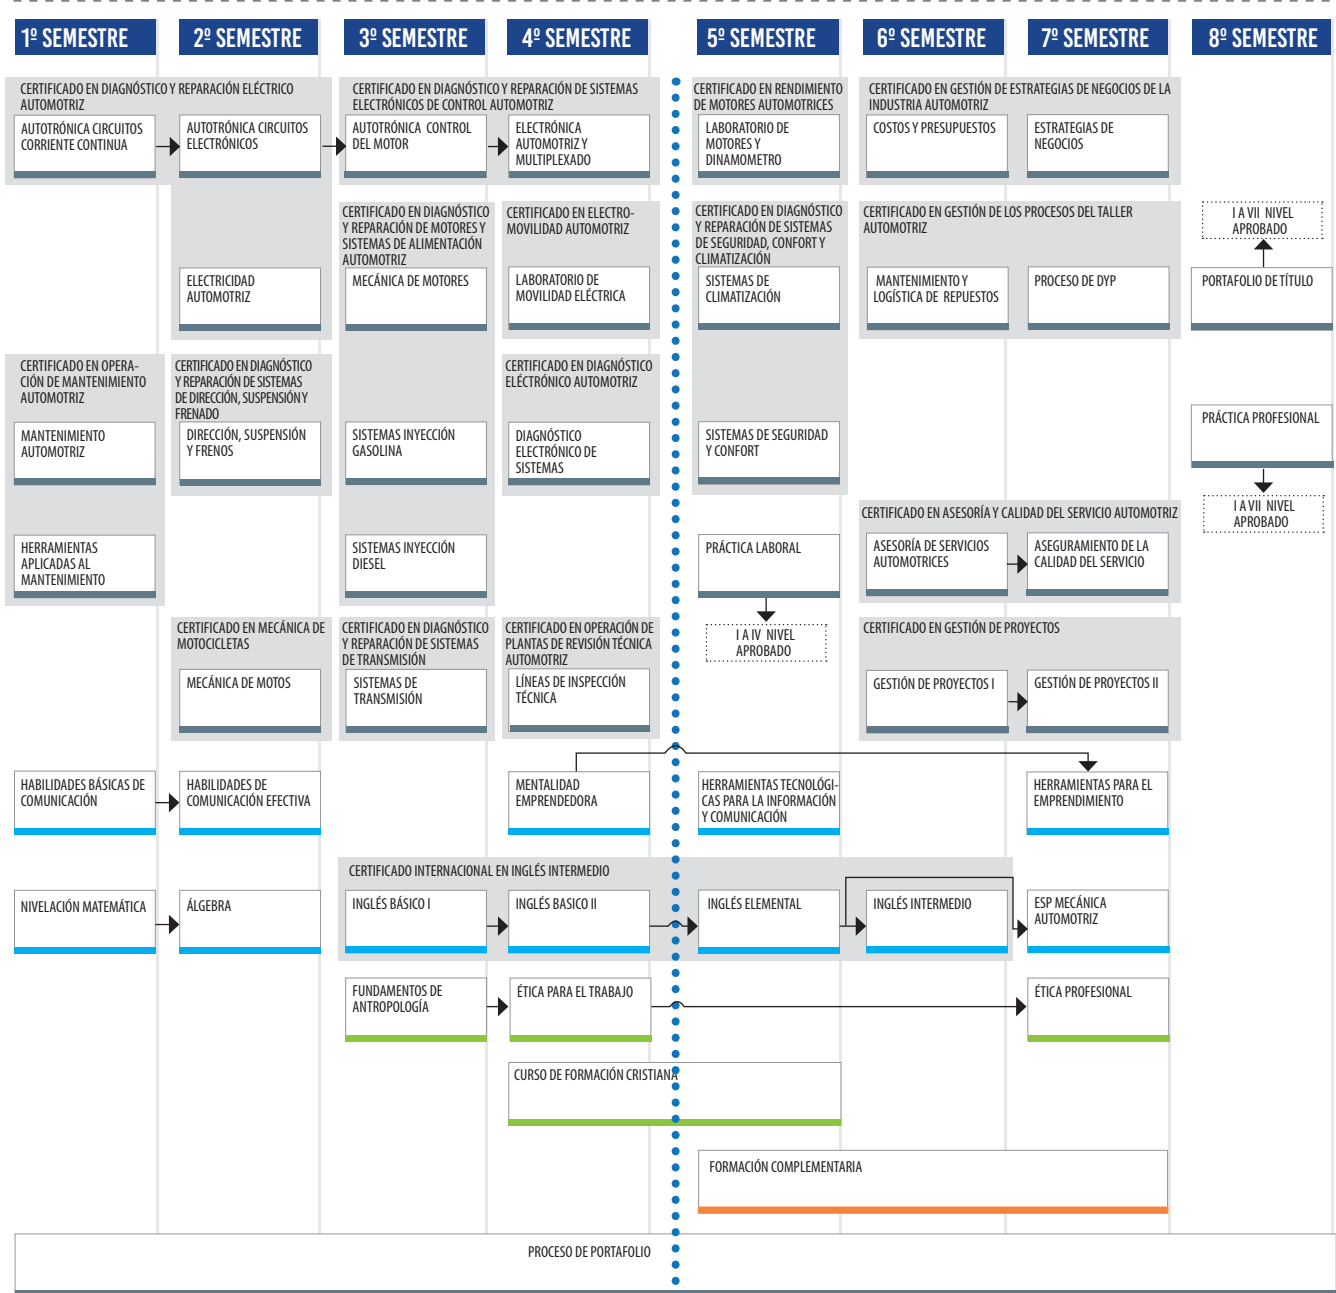 1º SEMESTRE
2º SEMESTRE
3º SEMESTRE
4º SEMESTRE
5º SEMESTRE
6º SEMESTRE
7º SEMESTRE
8º SEMESTRE
CERTIFICADO EN DIAGNÓSTICO Y REPARACIÓN ELÉCTRICO
AUTOMOTRIZ
CERTIFICADO EN DIAGNÓSTICO Y REPARACIÓN DE SISTEMAS
ELECTRÓNICOS DE CONTROL AUTOMOTRIZ
CERTIFICADO EN RENDIMIENTO
DE MOTORES AUTOMOTRICES
CERTIFICADO EN GESTIÓN DE ESTRATEGIAS DE NEGOCIOS DE LA
INDUSTRIA AUTOMOTRIZ
AUTOTRÓNICA CIRCUITOS
CORRIENTE CONTINUA
AUTOTRÓNICA CIRCUITOS
ELECTRÓNICOS
AUTOTRÓNICA CONTROL
DEL MOTOR
ELECTRÓNICA
AUTOMOTRIZ Y
MULTIPLEXADO
LABORATORIO DE
MOTORES Y
DINAMOMETRO
COSTOS Y PRESUPUESTOS
ESTRATEGIAS DE
NEGOCIOS
CERTIFICADO EN DIAGNÓSTICO
Y REPARACIÓN DE MOTORES Y
SISTEMAS DE ALIMENTACIÓN
AUTOMOTRIZ
CERTIFICADO EN ELECTRO-
MOVILIDAD AUTOMOTRIZ
CERTIFICADO EN DIAGNÓSTICO
Y REPARACIÓN DE SISTEMAS
DE SEGURIDAD, CONFORT Y
CLIMATIZACIÓN
CERTIFICADO EN GESTIÓN DE LOS PROCESOS DEL TALLER
AUTOMOTRIZ
I A VII NIVEL
APROBADO
ELECTRICIDAD
AUTOMOTRIZ
MECÁNICA DE MOTORES
LABORATORIO DE
MOVILIDAD ELÉCTRICA
SISTEMAS DE
CLIMATIZACIÓN
MANTENIMIENTO Y
LOGÍSTICA DE REPUESTOS
PROCESO DE DYP
PORTAFOLIO DE TÍTULO
CERTIFICADO EN OPERA-
CIÓN DE MANTENIMIENTO
AUTOMOTRIZ
CERTIFICADO EN DIAGNÓSTICO
Y REPARACIÓN DE SISTEMAS
DE DIRECCIÓN, SUSPENSIÓN Y
FRENADO
CERTIFICADO EN DIAGNÓSTICO
ELÉCTRÓNICO AUTOMOTRIZ
MANTENIMIENTO
AUTOMOTRIZ
DIRECCIÓN, SUSPENSIÓN
Y FRENOS
SISTEMAS INYECCIÓN
GASOLINA
DIAGNÓSTICO
ELECTRÓNICO DE
SISTEMAS
SISTEMAS DE SEGURIDAD
Y CONFORT
PRÁCTICA PROFESIONAL
I A VII NIVEL
APROBADO
CERTIFICADO EN ASESORÍA Y CALIDAD DEL SERVICIO AUTOMOTRIZ
HERRAMIENTAS
APLICADAS AL
MANTENIMIENTO
SISTEMAS INYECCIÓN
DIESEL
PRÁCTICA LABORAL
ASESORÍA DE SERVICIOS
AUTOMOTRICES
ASEGURAMIENTO DE LA
CALIDAD DEL SERVICIO
I A IV NIVEL
APROBADO
CERTIFICADO EN MECÁNICA DE
MOTOCICLETAS
CERTIFICADO EN DIAGNÓSTICO
Y REPARACIÓN DE SISTEMAS
DE TRANSMISIÓN
CERTIFICADO EN OPERACIÓN DE
PLANTAS DE REVISIÓN TÉCNICA
AUTOMOTRIZ
CERTIFICADO EN GESTIÓN DE PROYECTOS
MECÁNICA DE MOTOS
SISTEMAS DE
TRANSMISIÓN
LÍNEAS DE INSPECCIÓN
TÉCNICA
GESTIÓN DE PROYECTOS I
GESTIÓN DE PROYECTOS II
HABILIDADES BÁSICAS DE
COMUNICACIÓN
HABILIDADES DE
COMUNICACIÓN EFECTIVA
MENTALIDAD
EMPRENDEDORA
HERRAMIENTAS TECNOLÓGI-
CAS PARA LA INFORMACIÓN
Y COMUNICACIÓN
HERRAMIENTAS PARA EL
EMPRENDIMIENTO
CERTIFICADO INTERNACIONAL EN INGLÉS INTERMEDIO
NIVELACIÓN MATEMÁTICA
ÁLGEBRA
INGLÉS BÁSICO I
INGLÉS BASICO II
INGLÉS ELEMENTAL
INGLÉS INTERMEDIO
ESP MECÁNICA
AUTOMOTRIZ
FUNDAMENTOS DE
ANTROPOLOGÍA
ÉTICA PARA EL TRABAJO
ÉTICA PROFESIONAL
CURSO DE FORMACIÓN CRISTIANA
FORMACIÓN COMPLEMENTARIA
PROCESO DE PORTAFOLIO